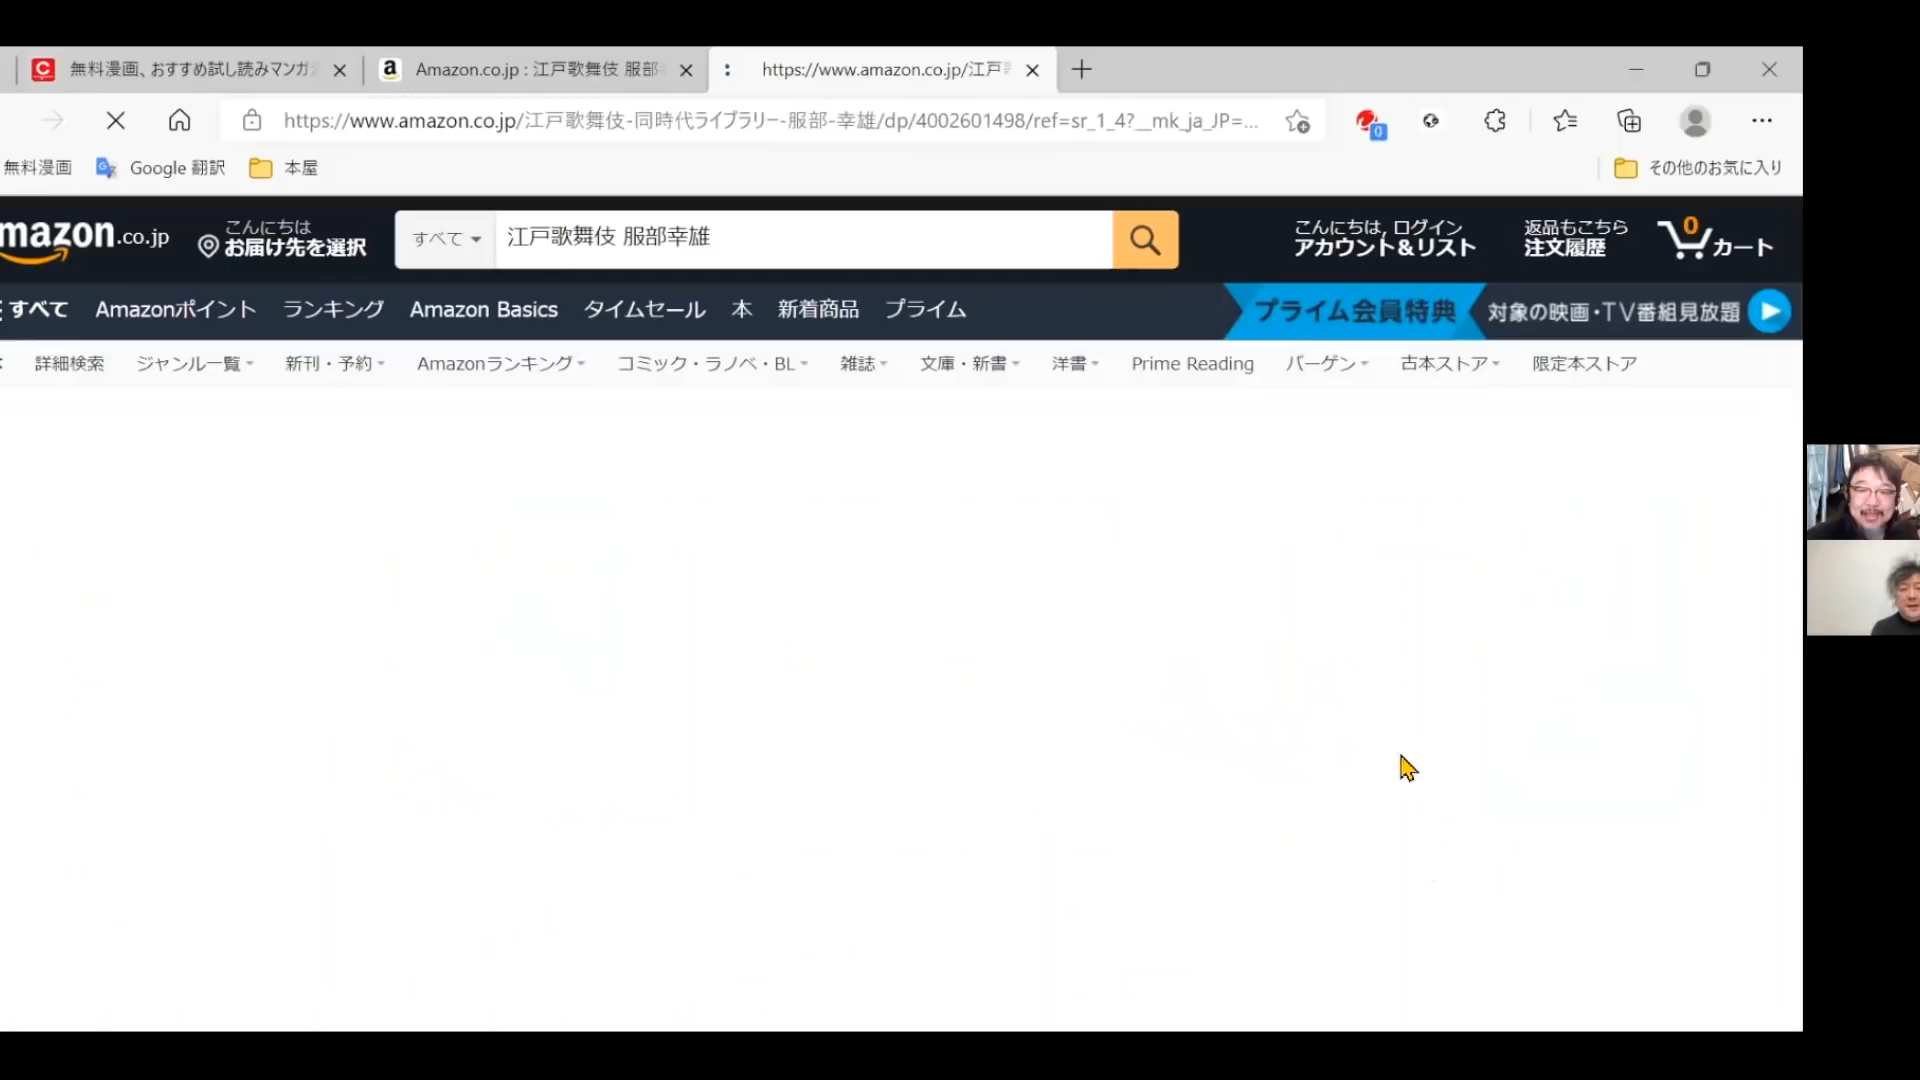 無料漫画、おすすめ試し読みマンガ
Amazon.co.jp : 江戸歌舞伎 服部
https://www.amazon.co.jp/江戸
https://www.amazon.co.jp/江戸歌舞伎-同時代ライブラリー-服部-幸雄/dp/4002601498/ref=sr_1_4?__mk_ja_JP=...
0
無料漫画
Google 翻訳
本屋
その他のお気に入り
mazon.co.jp
こんにちは
お届け先を選択
すべて
江戸歌舞伎 服部幸雄
こんにちは, ログイン
アカウント&リスト
返品もこちら
注文履歴
0
カート
すべて
Amazonポイント
ランキング
Amazon Basics
タイムセール
本
新着商品
プライム
プライム会員特典
対象の映画・TV番組見放題
詳細検索
ジャンル一覧
新刊・予約
Amazonランキング
コミック・ラノベ・BL
雑誌
文庫・新書
洋書
Prime Reading
バーゲン
古本ストア
限定本ストア